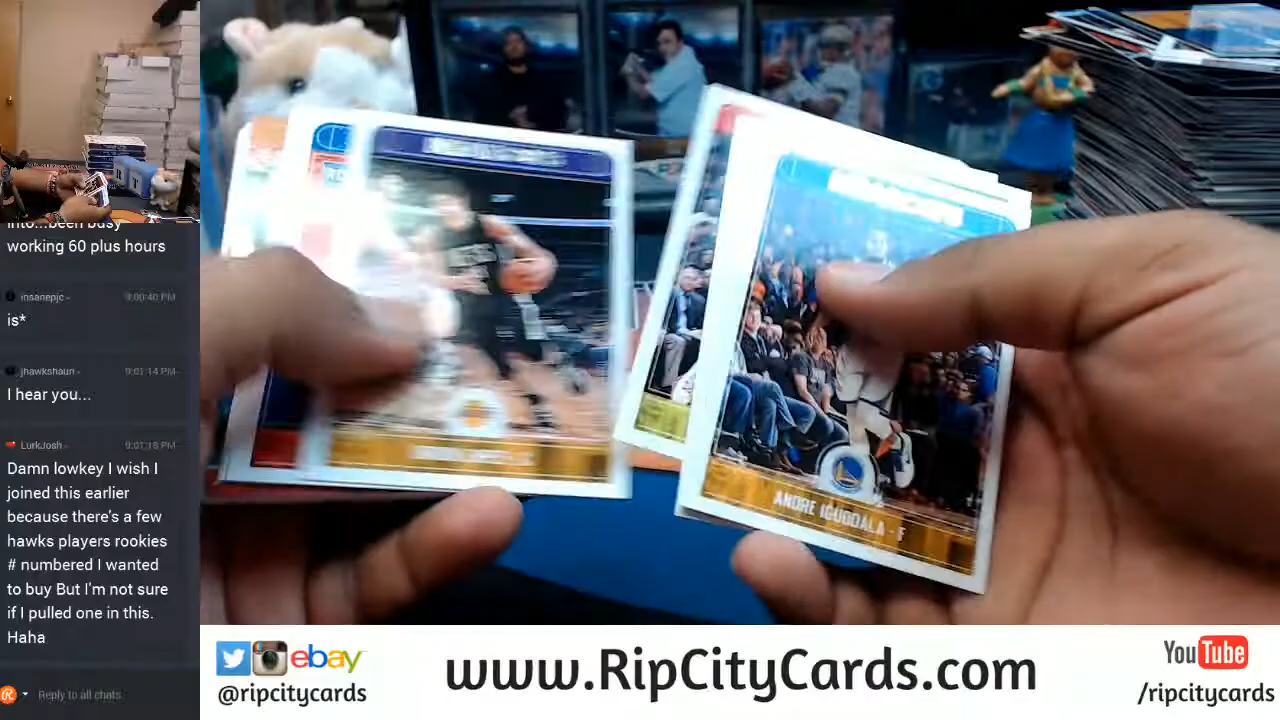 into...been busy
working 60 plus hours
insanepjc -
9:00:40 PM
is*
jhawkshaun -
9:01:14 PM
I hear you...
LurkJosh -
9:01:18 PM
Damn lowkey I wish I
joined this earlier
because there's a few
hawks players rookies
# numbered I wanted
to buy But I'm not sure
if I pulled one in this.
Haha
Reply to all chats
ANDRE IGUODALA - F
ebay
@ripcitycards
www.RipCityCards.com
YouTube
/ripcitycards